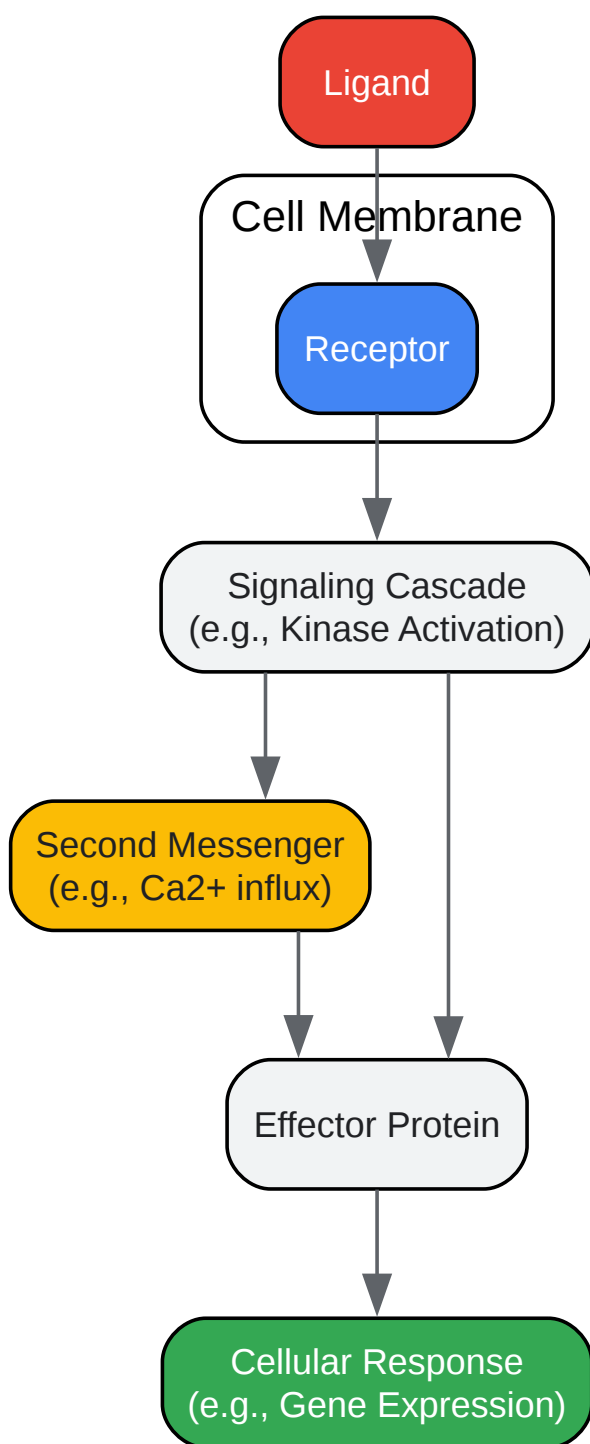 Ligand
Cell Membrane
Receptor
Signaling Cascade
(e.g., Kinase Activation)
Second Messenger
(e.g., Ca2+ influx)
Effector Protein
Cellular Response
(e.g., Gene Expression)